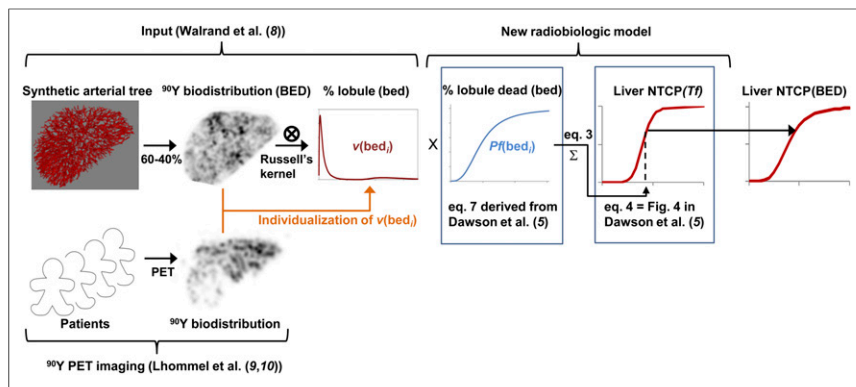 Input (Walrand et al. (8))
New radiobiologic model
Synthetic arterial tree
⁹⁰Y biodistribution (BED)
% lobule (bed)
% lobule dead (bed)
Liver NTCP(Tf)
Liver NTCP(BED)
60-40%
⊗
Russell's
kernel
v(bedᵢ)
X
Pf(bedᵢ)
eq. 3
Σ
Individualization of v(bedᵢ)
eq. 7 derived from
Dawson et al. (5)
eq. 4 = Fig. 4 in
Dawson et al. (5)
PET
Patients
⁹⁰Y biodistribution
⁹⁰Y PET imaging (Lhommel et al. (9,10))